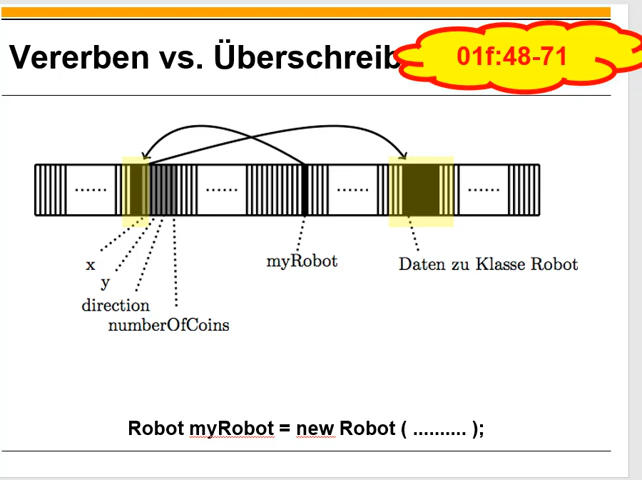 Vererben vs. Überschreib
01f:48-71
......
......
......
......
x
y
direction
numberOfCoins
myRobot
Daten zu Klasse Robot
Robot myRobot = new Robot ( .......... );